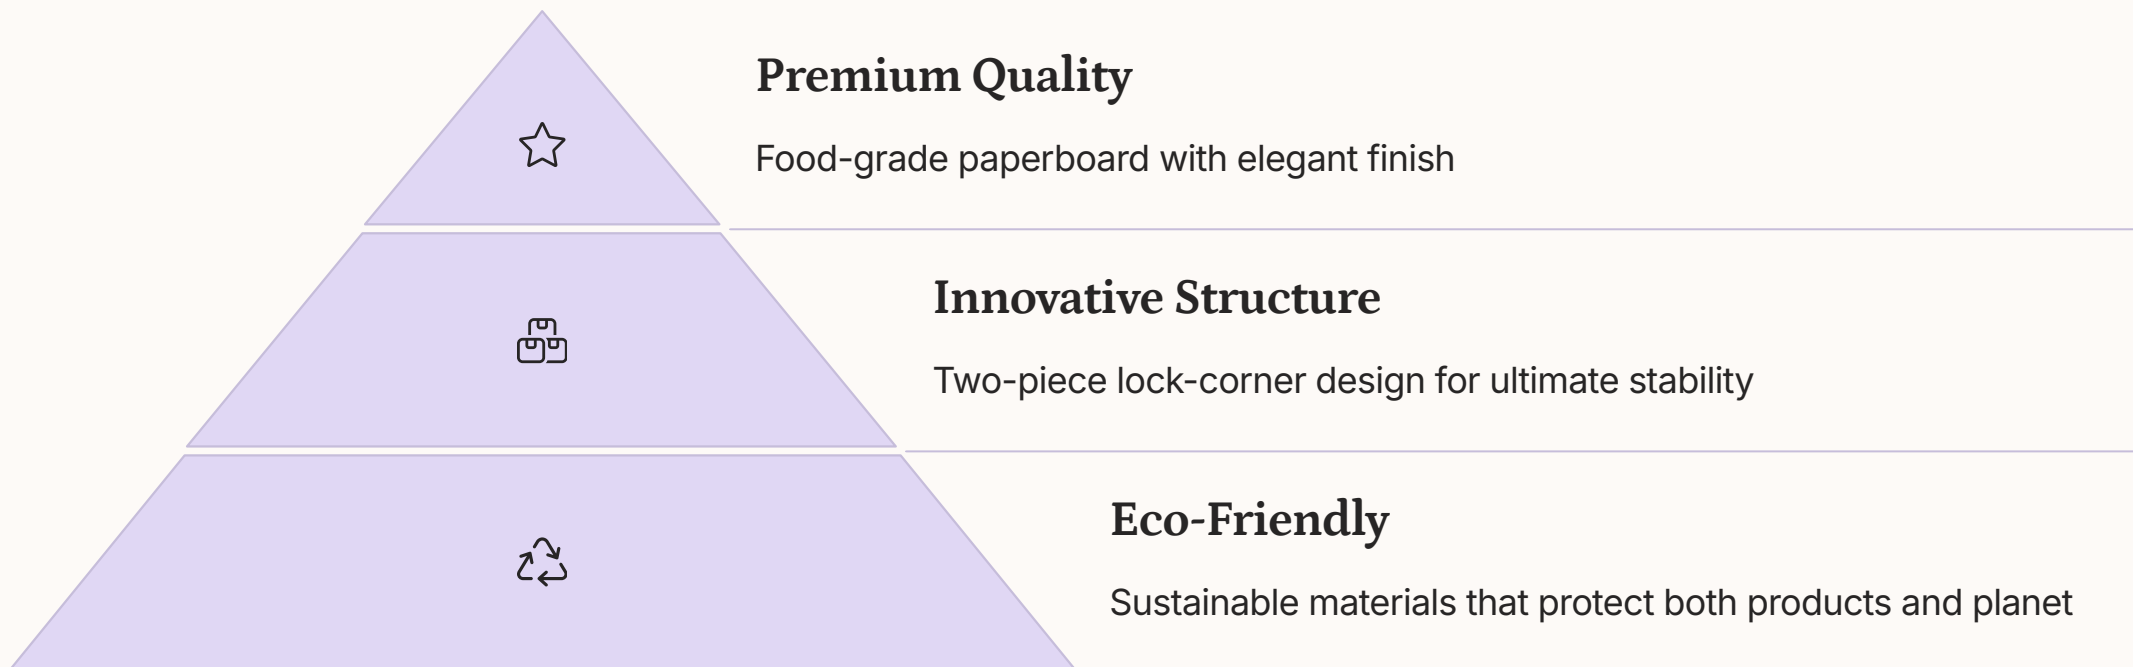 Premium Quality
Food-grade paperboard with elegant finish
Innovative Structure
Two-piece lock-corner design for ultimate stability
Eco-Friendly
Sustainable materials that protect both products and planet